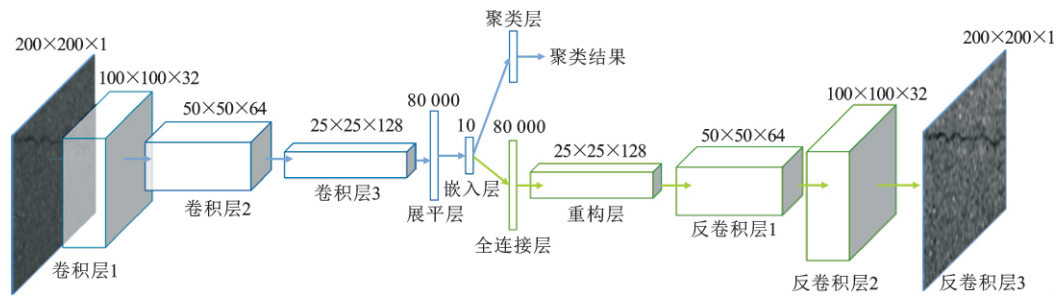 200×200×1
100×100×32
卷积层1
50×50×64
卷积层2
25×25×128
卷积层3
80 000
展平层
10
嵌入层
聚类层
聚类结果
80 000
全连接层
25×25×128
重构层
50×50×64
反卷积层1
100×100×32
反卷积层2
200×200×1
反卷积层3